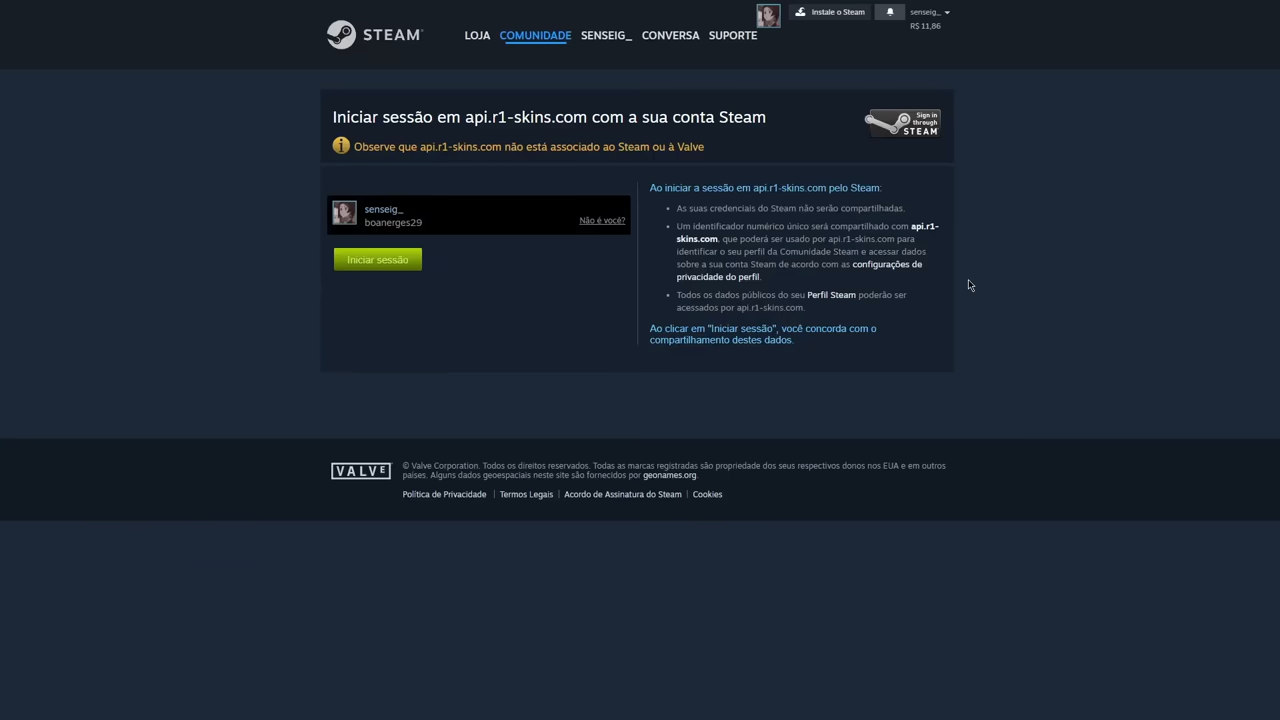 Instale o Steam
senseig_
R$ 11,86
STEAM
LOJA COMUNIDADE SENSEIG_ CONVERSA SUPORTE
Iniciar sessão em api.r1-skins.com com a sua conta Steam
Observe que api.r1-skins.com não está associado ao Steam ou à Valve
Sign in
through
STEAM
senseig_
boanerges29
Não é você?
Iniciar sessão
Ao iniciar a sessão em api.r1-skins.com pelo Steam:
As suas credenciais do Steam não serão compartilhadas.
Um identificador numérico único será compartilhado com api.r1-
skins.com, que poderá ser usado por api.r1-skins.com para
identificar o seu perfil da Comunidade Steam e acessar dados
sobre a sua conta Steam de acordo com as configurações de
privacidade do perfil.
Todos os dados públicos do seu Perfil Steam poderão ser
acessados por api.r1-skins.com.
Ao clicar em "Iniciar sessão", você concorda com o
compartilhamento destes dados.
VALVE
© Valve Corporation. Todos os direitos reservados. Todas as marcas registradas são propriedade dos seus respectivos donos nos EUA e em outros
países. Alguns dados geoespaciais neste site são fornecidos por geonames.org.
Política de Privacidade | Termos Legais | Acordo de Assinatura do Steam | Cookies